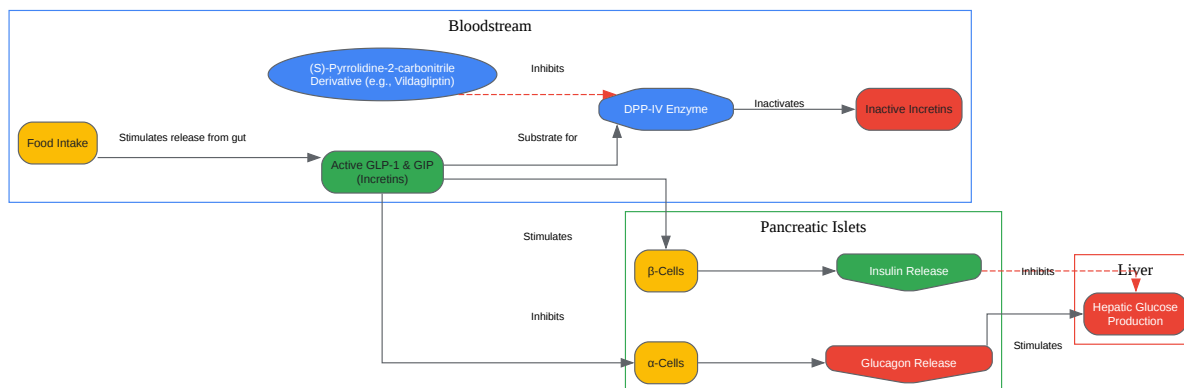 Bloodstream
(S)-Pyrrolidine-2-carbonitrile
Derivative (e.g., Vildagliptin)
Inhibits
DPP-IV Enzyme
Inactivates
Inactive Incretins
Food Intake
Stimulates release from gut
Substrate for
Active GLP-1 & GIP
(Incretins)
Pancreatic Islets
Stimulates
β-Cells
Insulin Release
Inhibits
Liver
Hepatic Glucose
Production
Inhibits
α-Cells
Glucagon Release
Stimulates